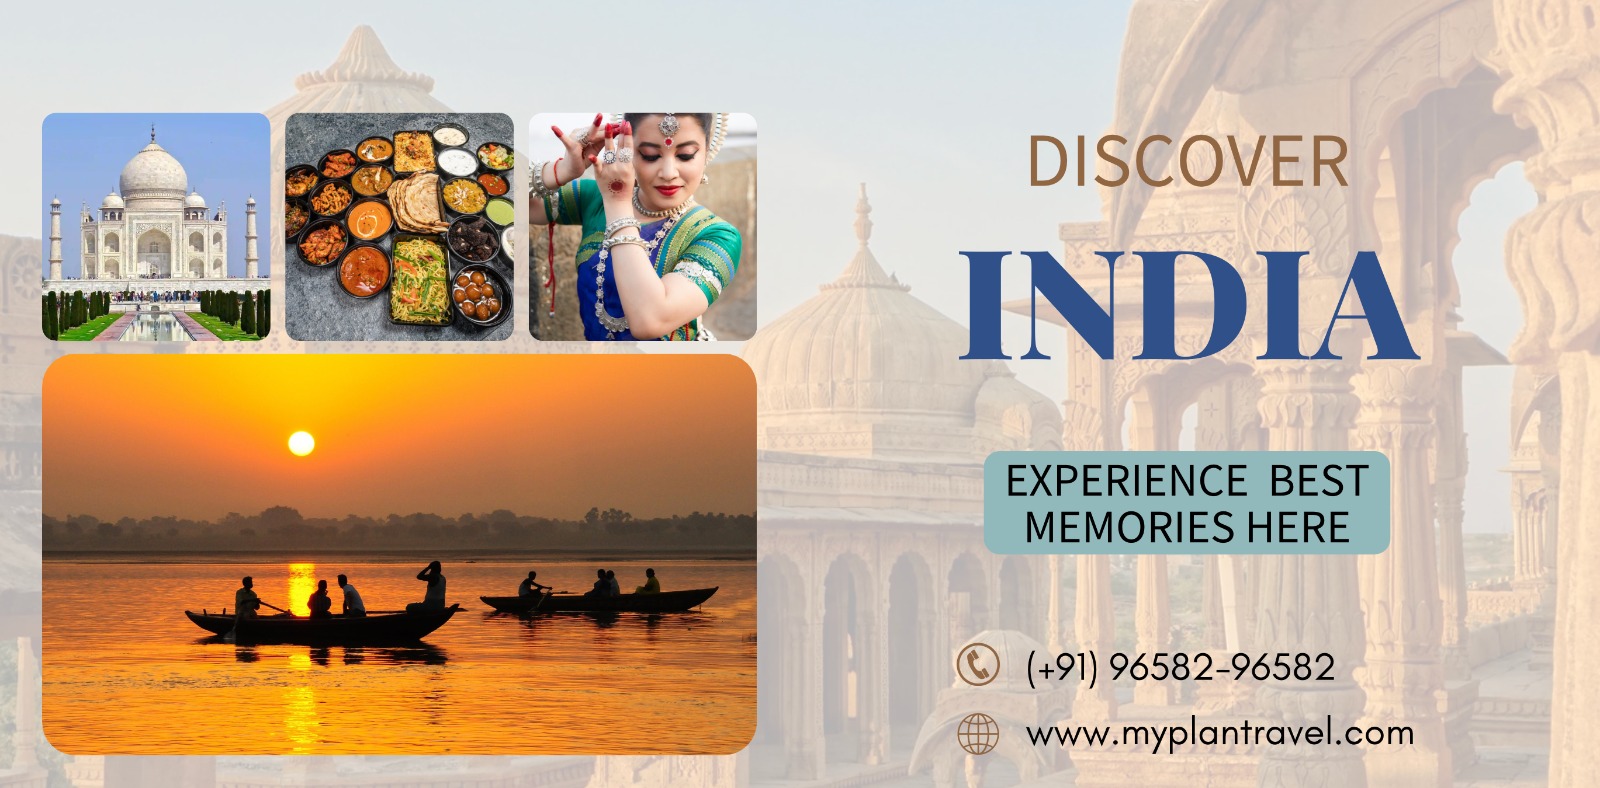 DISCOVER
INDIA
EXPERIENCE BEST
MEMORIES HERE
(+91) 96582-96582
www.myplantravel.com